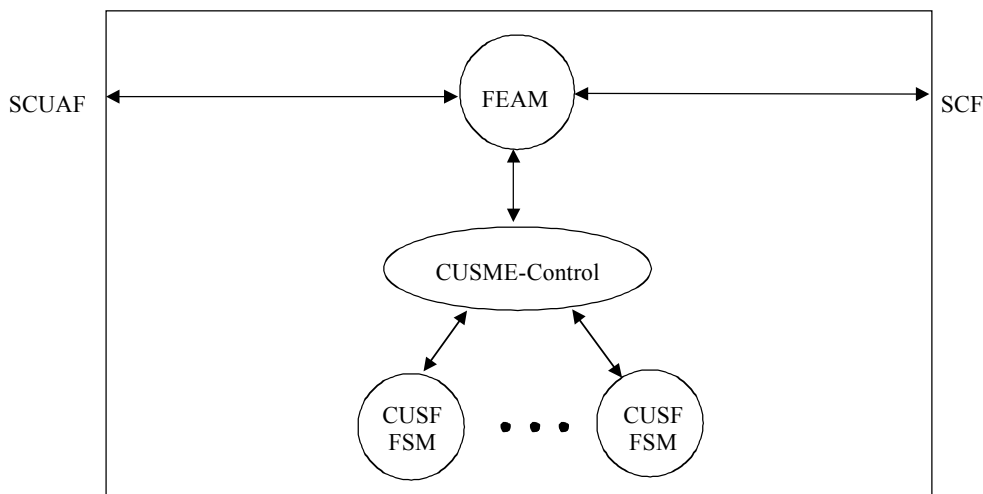 SCUAF
FEAM
SCF
CUSME-Control
CUSF
FSM
CUSF
FSM